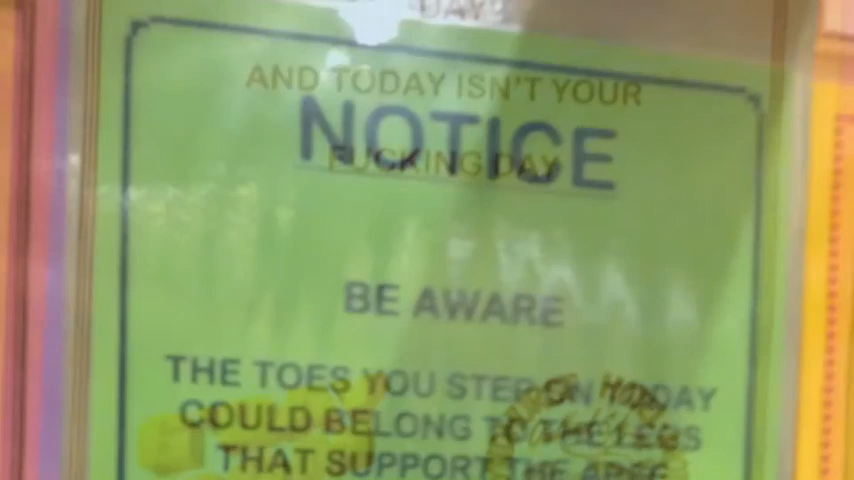 DAYS
AND TODAY ISN'T YOUR
NOTICE
FUCKING DAY
BE AWARE
THE TOES YOU STEP ON TODAY
COULD BELONG TO THE LEGS
THAT SUPPORT THE